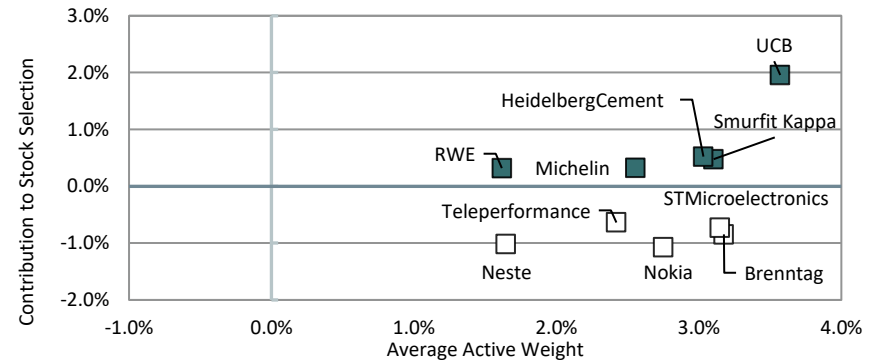 Contribution to Stock Selection
3.0%
2.0%
1.0%
0.0%
-1.0%
-2.0%
UCB
HeidelbergCement
Smurfit Kappa
RWE
Michelin
STMicroelectronics
Teleperformance
Neste
Nokia
Brenntag
-1.0%
0.0%
1.0%
2.0%
3.0%
4.0%
Average Active Weight